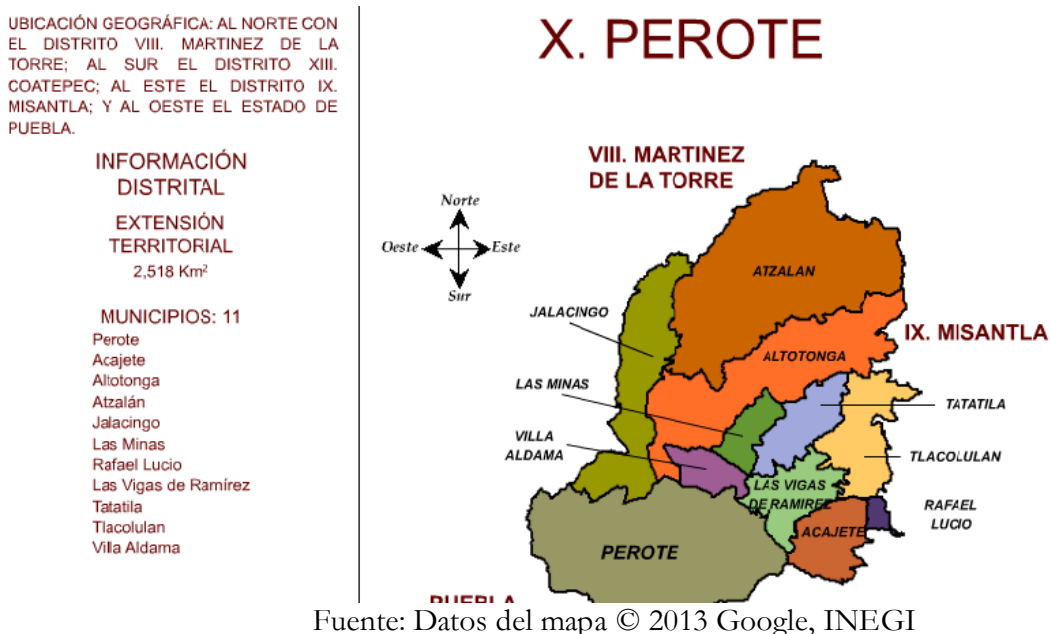 UBICACIÓN GEOGRÁFICA: AL NORTE CON
EL DISTRITO VIII. MARTINEZ DE LA
TORRE; AL SUR EL DISTRITO XIII.
COATEPEC; AL ESTE EL DISTRITO IX.
MISANTLA; Y AL OESTE EL ESTADO DE
PUEBLA.
INFORMACIÓN
DISTRITAL
EXTENSIÓN
TERRITORIAL
2,518 Km²
MUNICIPIOS: 11
Perote
Acajete
Altotonga
Atzalán
Jalacingo
Las Minas
Rafael Lucio
Las Vigas de Ramírez
Tatatila
Tlacolulan
Villa Aldama
X. PEROTE
VIII. MARTINEZ
DE LA TORRE
Norte
Oeste
Este
Sur
ATZALAN
JALACINGO
IX. MISANTLA
ALTOTONGA
LAS MINAS
TATATILA
VILLA
ALDAMA
TLACOLULAN
LAS VIGAS
DE RAMIREZ
RAFAEL
LUCIO
ACAJETE
PEROTE
PUEBLA
Fuente: Datos del mapa © 2013 Google, INEGI